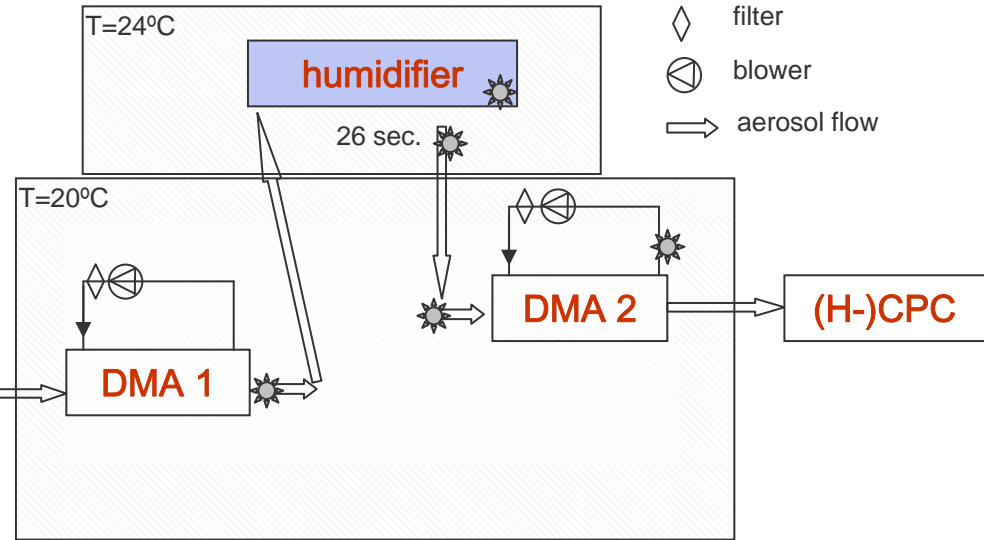 T=24ºC
humidifier
26 sec.
filter
blower
aerosol flow
T=20ºC
DMA 2
(H-)CPC
DMA 1